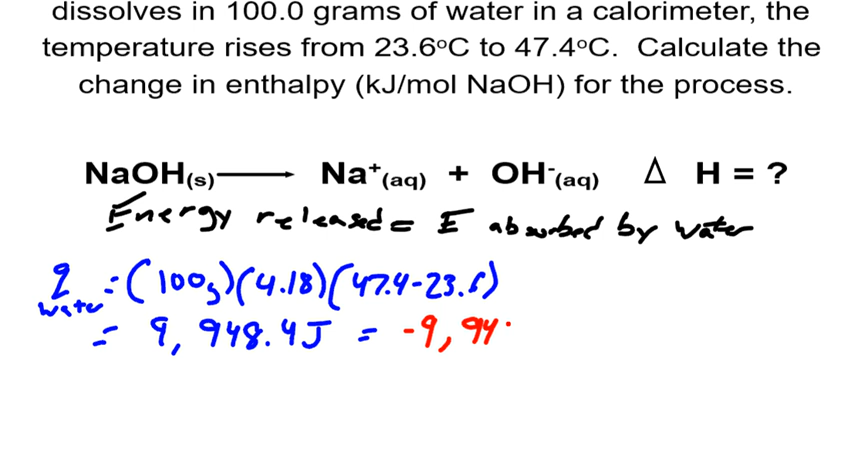 dissolves in 100.0 grams of water in a calorimeter, the
temperature rises from 23.6ºC to 47.4ºC. Calculate the
change in enthalpy (kJ/mol NaOH) for the process.
NaOH(s) ⟶ Na⁺(aq) + OH⁻(aq) Δ H = ?
Energy released = E absorbed by water
q water = (100g)(4.18)(47.4-23.6)
= 9,948.4J = -9,94